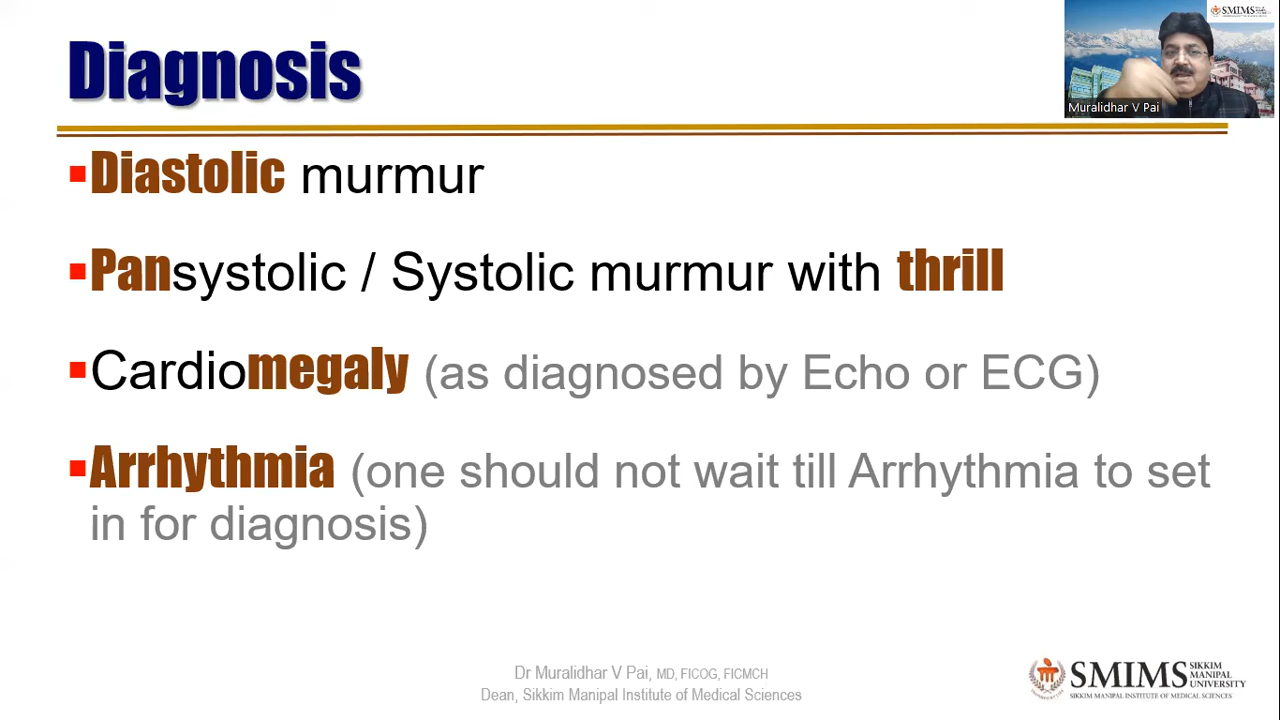 SMIMS
Diagnosis
Muralidhar V Pai
▪Diastolic murmur
▪Pansystolic / Systolic murmur with thrill
▪Cardiomegaly (as diagnosed by Echo or ECG)
▪Arrhythmia (one should not wait till Arrhythmia to set
in for diagnosis)
Dr Muralidhar V Pai, MD, FICOG, FICMCH
Dean, Sikkim Manipal Institute of Medical Sciences
SMIMS SIKKIM
MANIPAL
UNIVERSITY
SIKKIM MANIPAL INSTITUTE OF MEDICAL SCIENCES